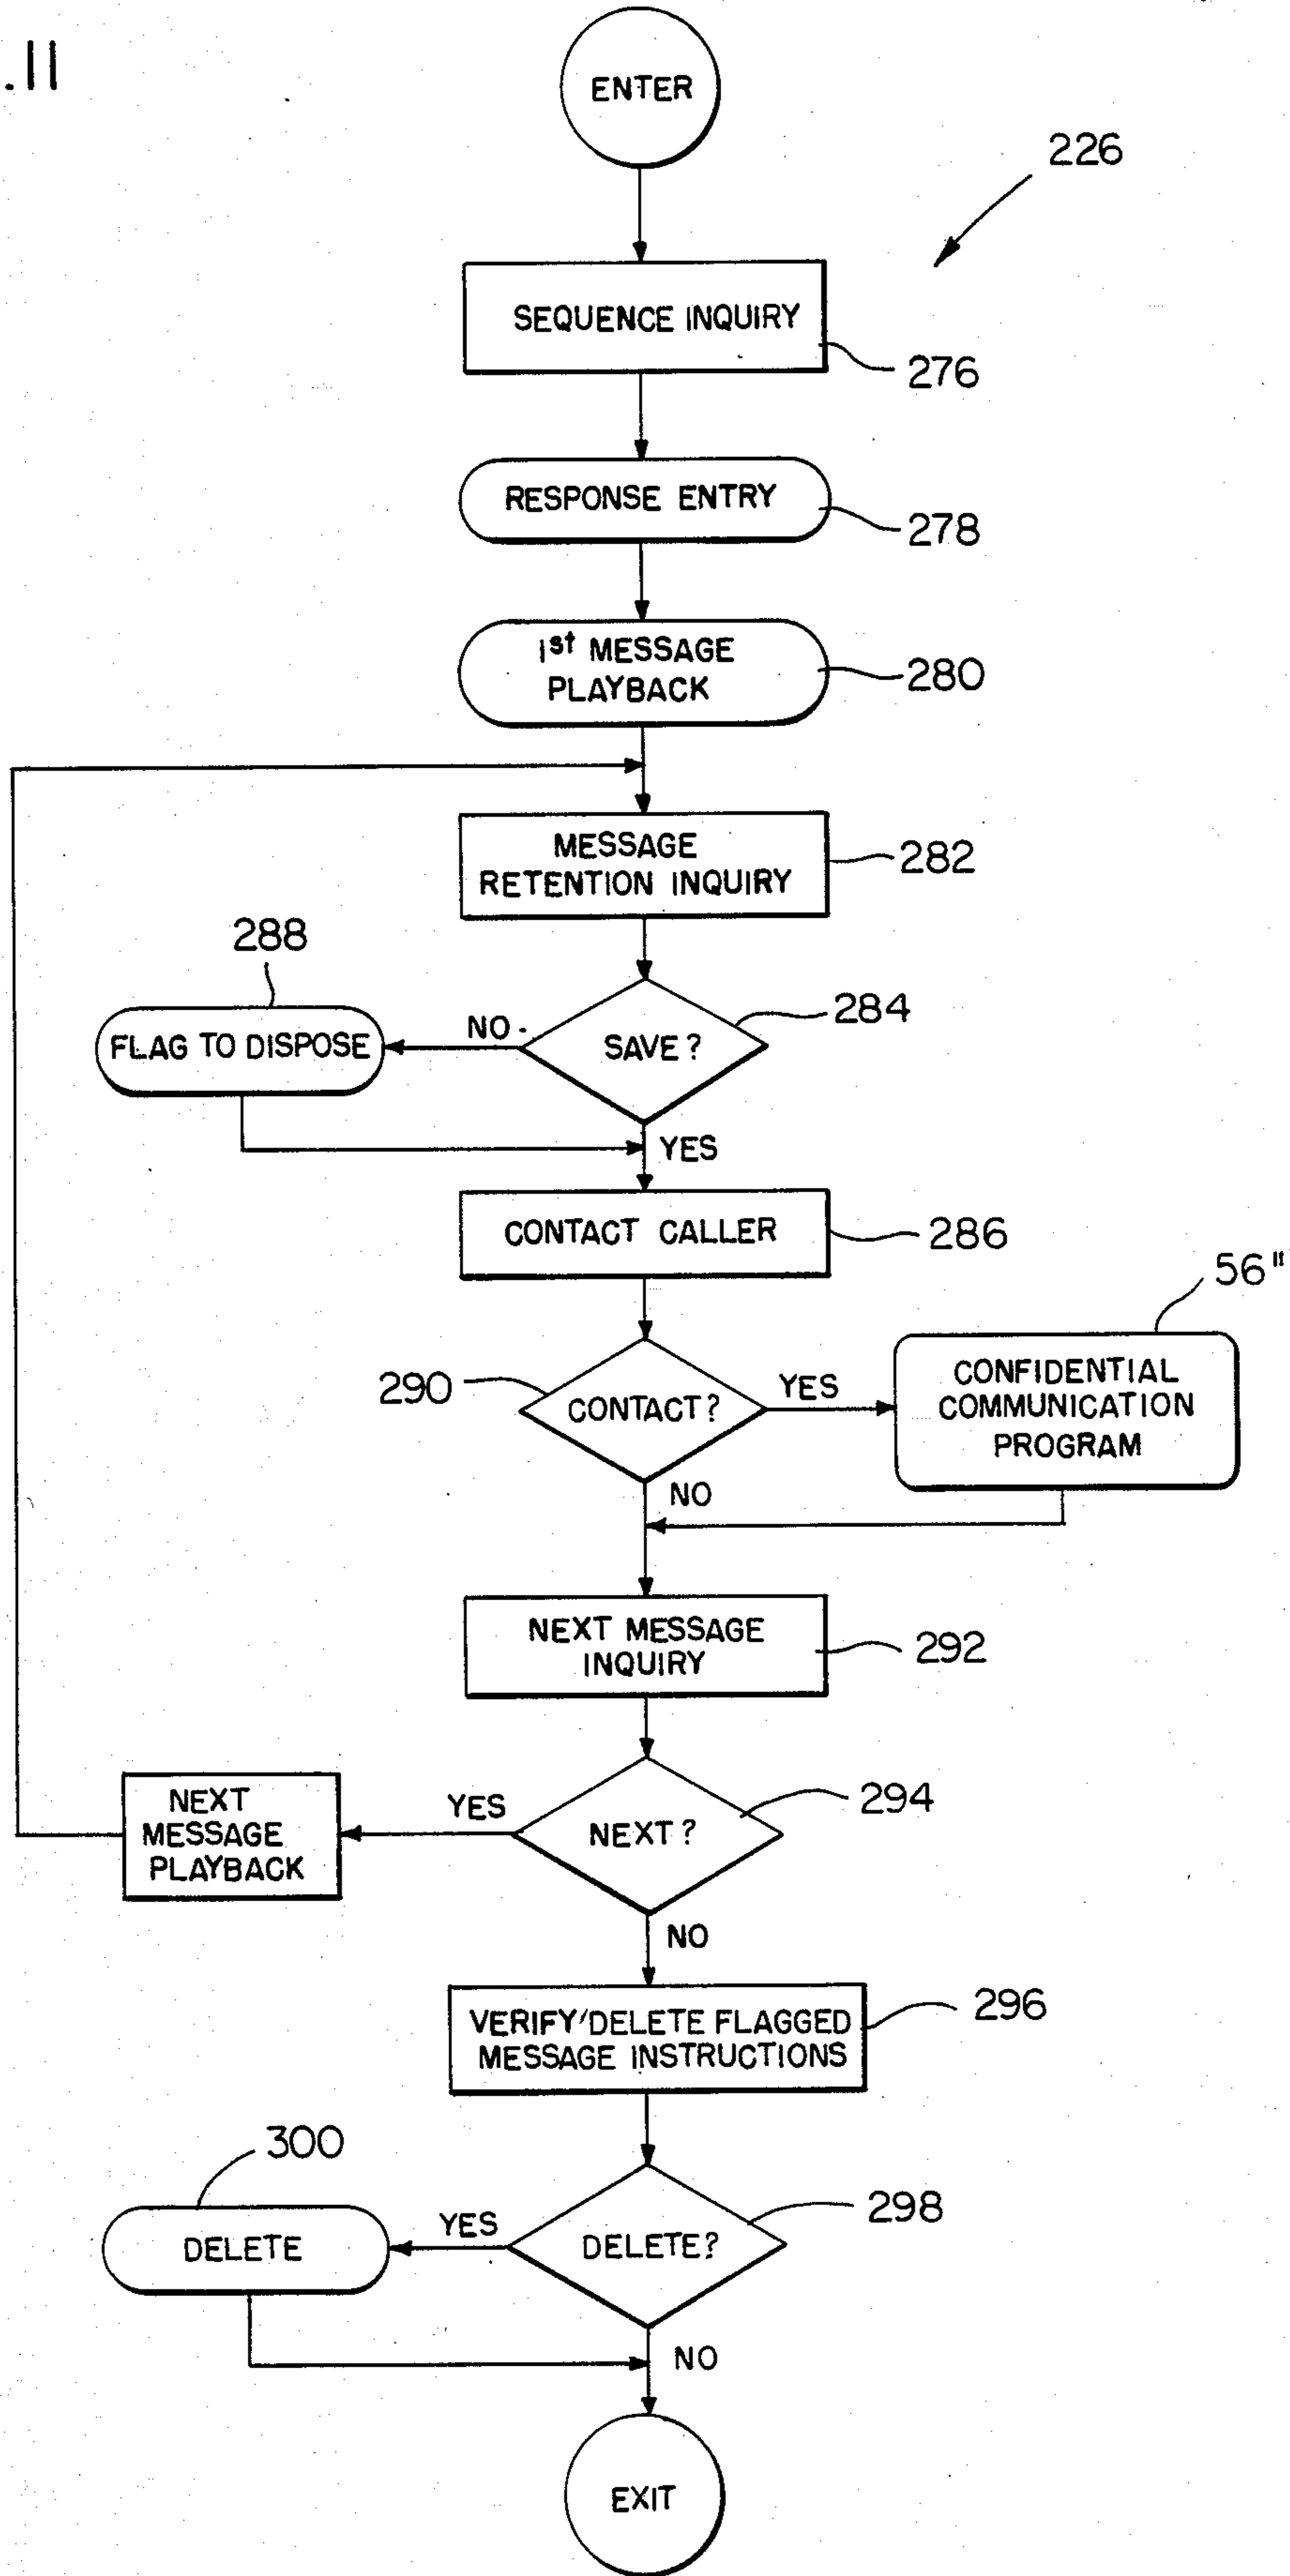 .11
ENTER
226
SEQUENCE INQUIRY
276
RESPONSE ENTRY
278
1st MESSAGE
PLAYBACK
280
MESSAGE
RETENTION INQUIRY
282
288
FLAG TO DISPOSE
NO
SAVE?
284
YES
CONTACT CALLER
286
56"
290
CONTACT?
YES
CONFIDENTIAL
COMMUNICATION
PROGRAM
NO
NEXT MESSAGE
INQUIRY
292
NEXT
MESSAGE
PLAYBACK
YES
NEXT?
294
NO
VERIFY/DELETE FLAGGED
MESSAGE INSTRUCTIONS
296
300
DELETE
YES
DELETE?
298
NO
EXIT